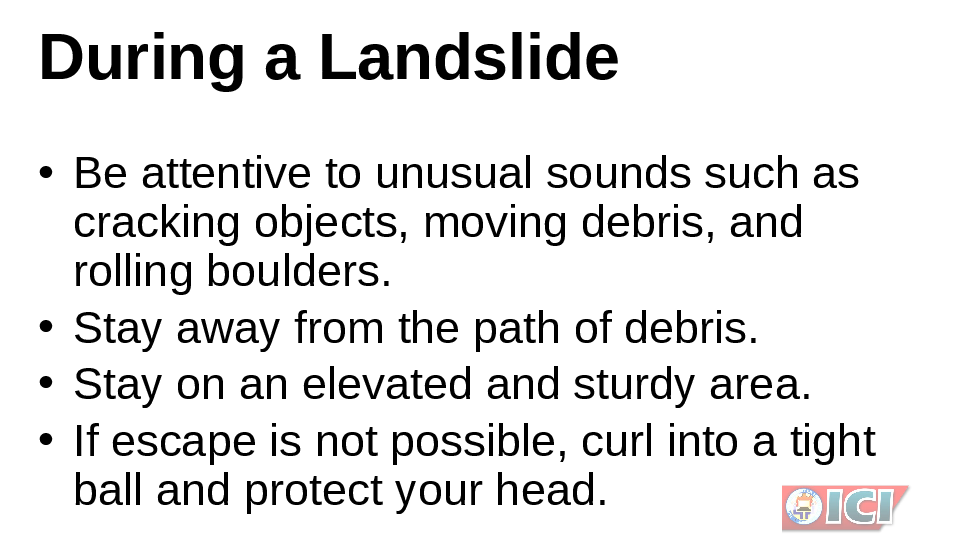 During a Landslide
• Be attentive to unusual sounds such as
cracking objects, moving debris, and
rolling boulders.
• Stay away from the path of debris.
• Stay on an elevated and sturdy area.
• If escape is not possible, curl into a tight
ball and protect your head.
ICI